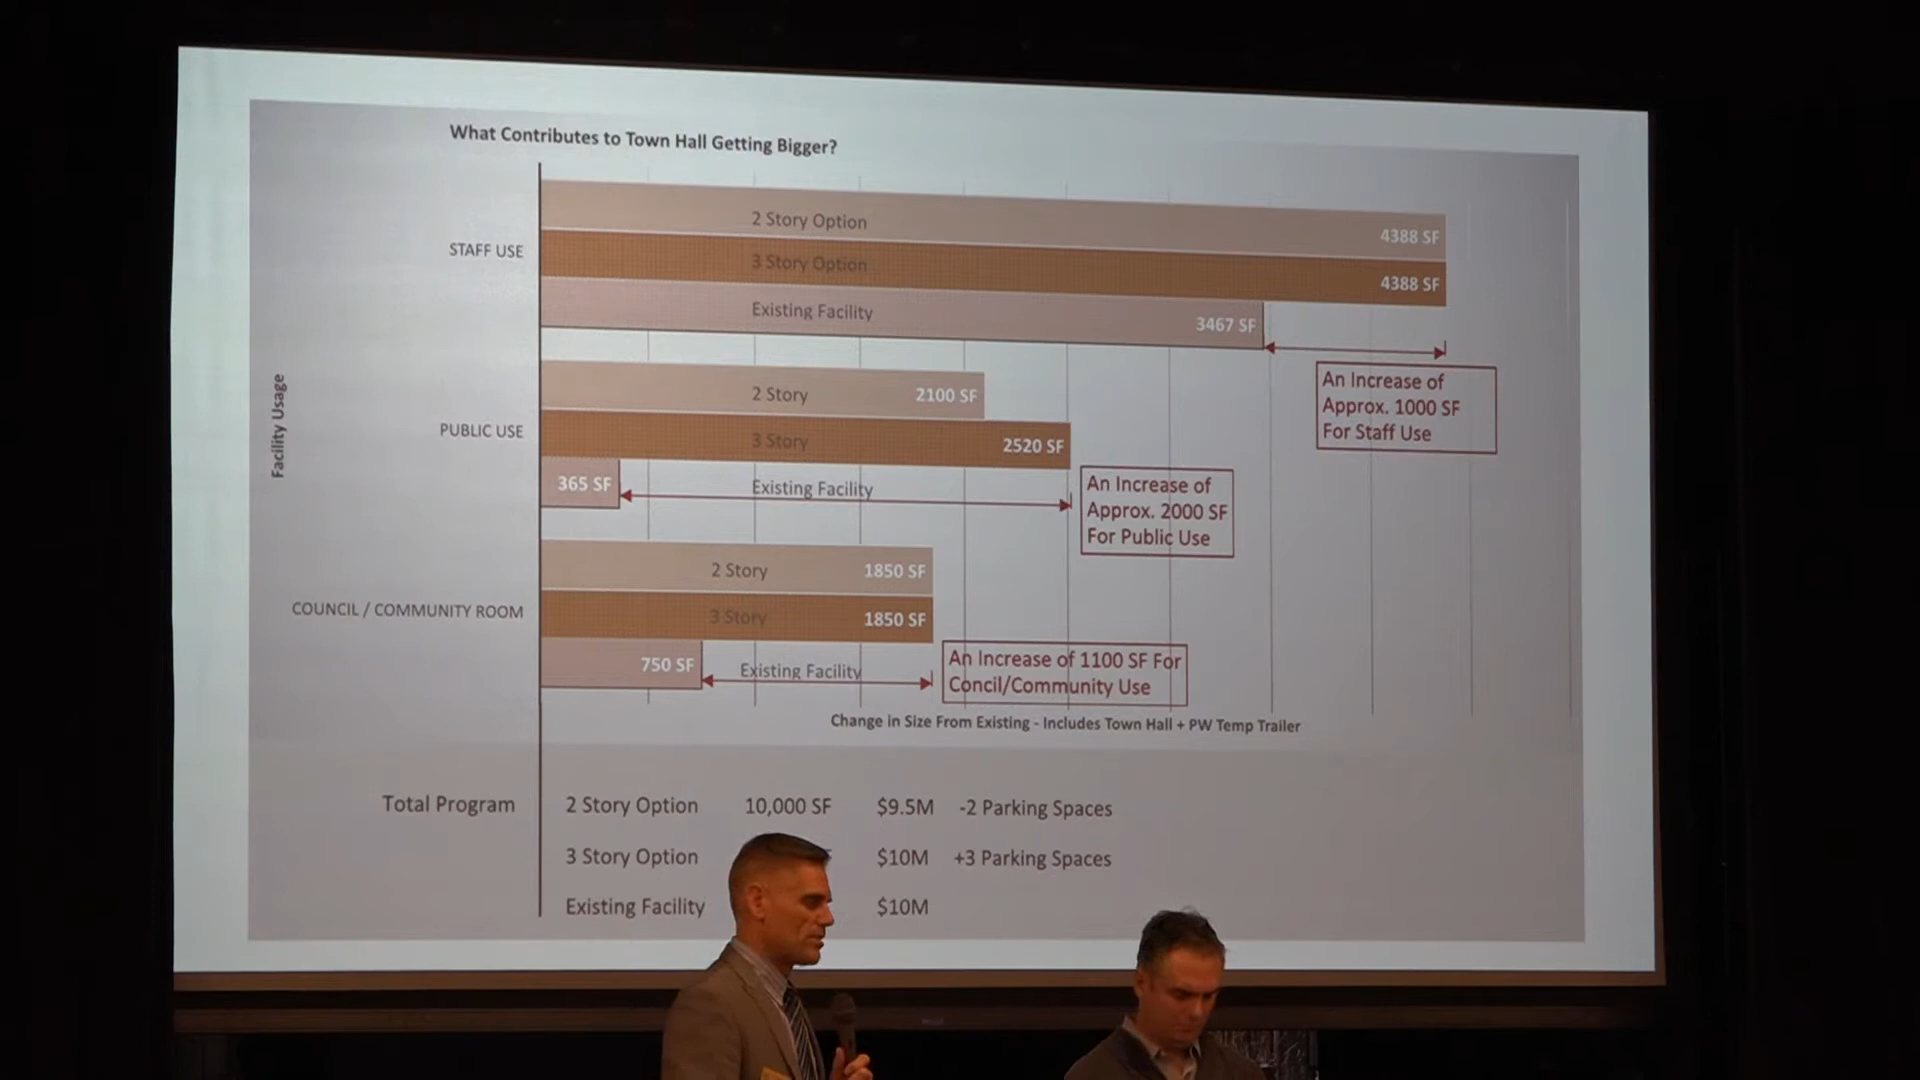 What Contributes to Town Hall Getting Bigger?
2 Story Option
4388 SF
STAFF USE
3 Story Option
4388 SF
Existing Facility
3467 SF
An Increase of
Approx. 1000 SF
For Staff Use
Facility Usage
2 Story
2100 SF
PUBLIC USE
3 Story
2520 SF
365 SF
Existing Facility
An Increase of
Approx. 2000 SF
For Public Use
2 Story
1850 SF
COUNCIL / COMMUNITY ROOM
3 Story
1850 SF
750 SF
Existing Facility
An Increase of 1100 SF For
Concil/Community Use
Change in Size From Existing - Includes Town Hall + PW Temp Trailer
Total Program
2 Story Option 10,000 SF $9.5M -2 Parking Spaces
3 Story Option $10M +3 Parking Spaces
Existing Facility $10M